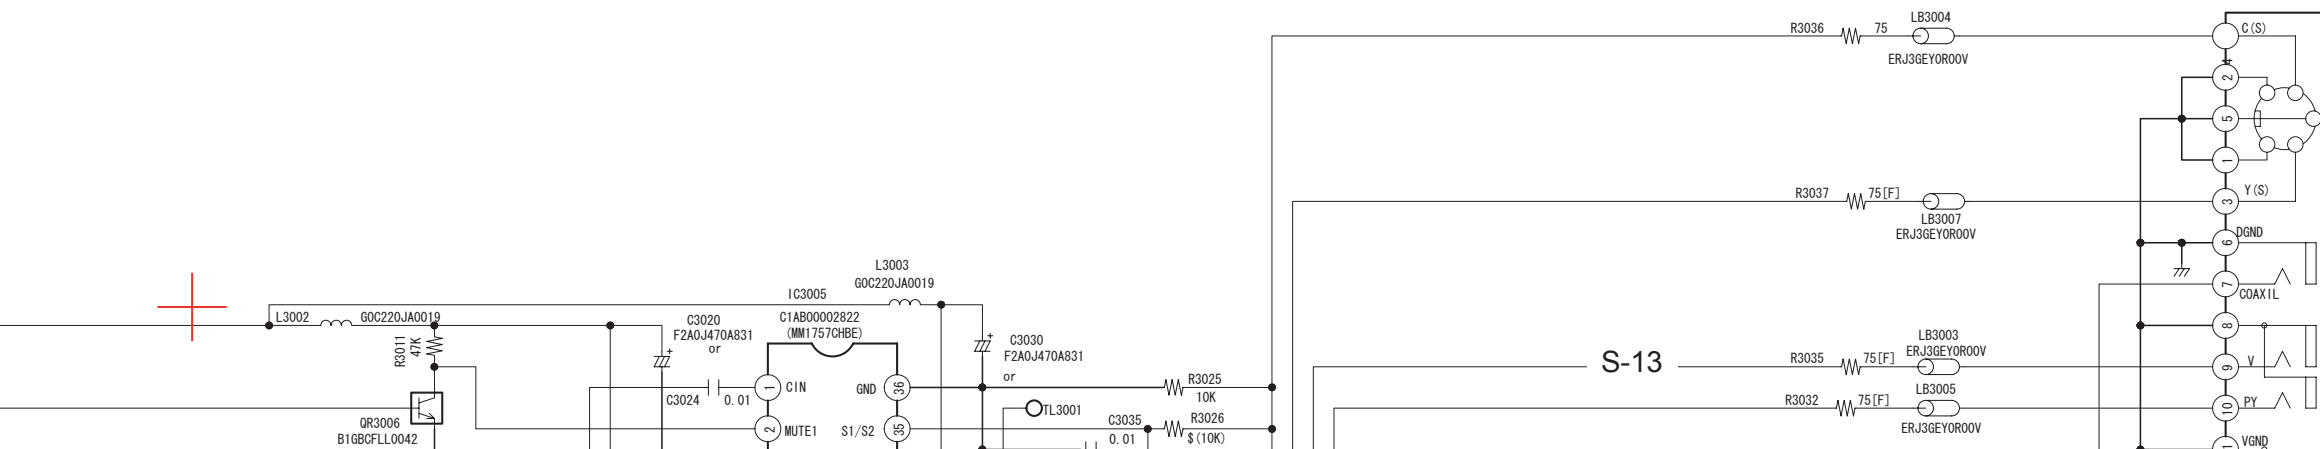 LB3004
R3036 75
ERJ3GEY0R00V
C(S)
4
2
5
1
R3037 75[F]
LB3007
ERJ3GEY0R00V
Y(S)
3
DGND
6
7
COAXIL
L3003
G0C220JA0019
IC3005
C1AB00002822
(MM1757CHBE)
L3002 G0C220JA0019
R3011
47K
C3020
F2A0J470A831
or
+
+
C3030
F2A0J470A831
or
8
LB3003
ERJ3GEY0R00V
S-13
R3035 75[F]
9
V
1 CIN
GND 36
C3024 0.01
R3025
10K
LB3005
R3032 75[F]
ERJ3GEY0R00V
10
PY
TL3001
QR3006
B1GBCFLL0042
2 MUTE1
S1/S2 35
C3035
0.01
R3026
$(10K)
VGND